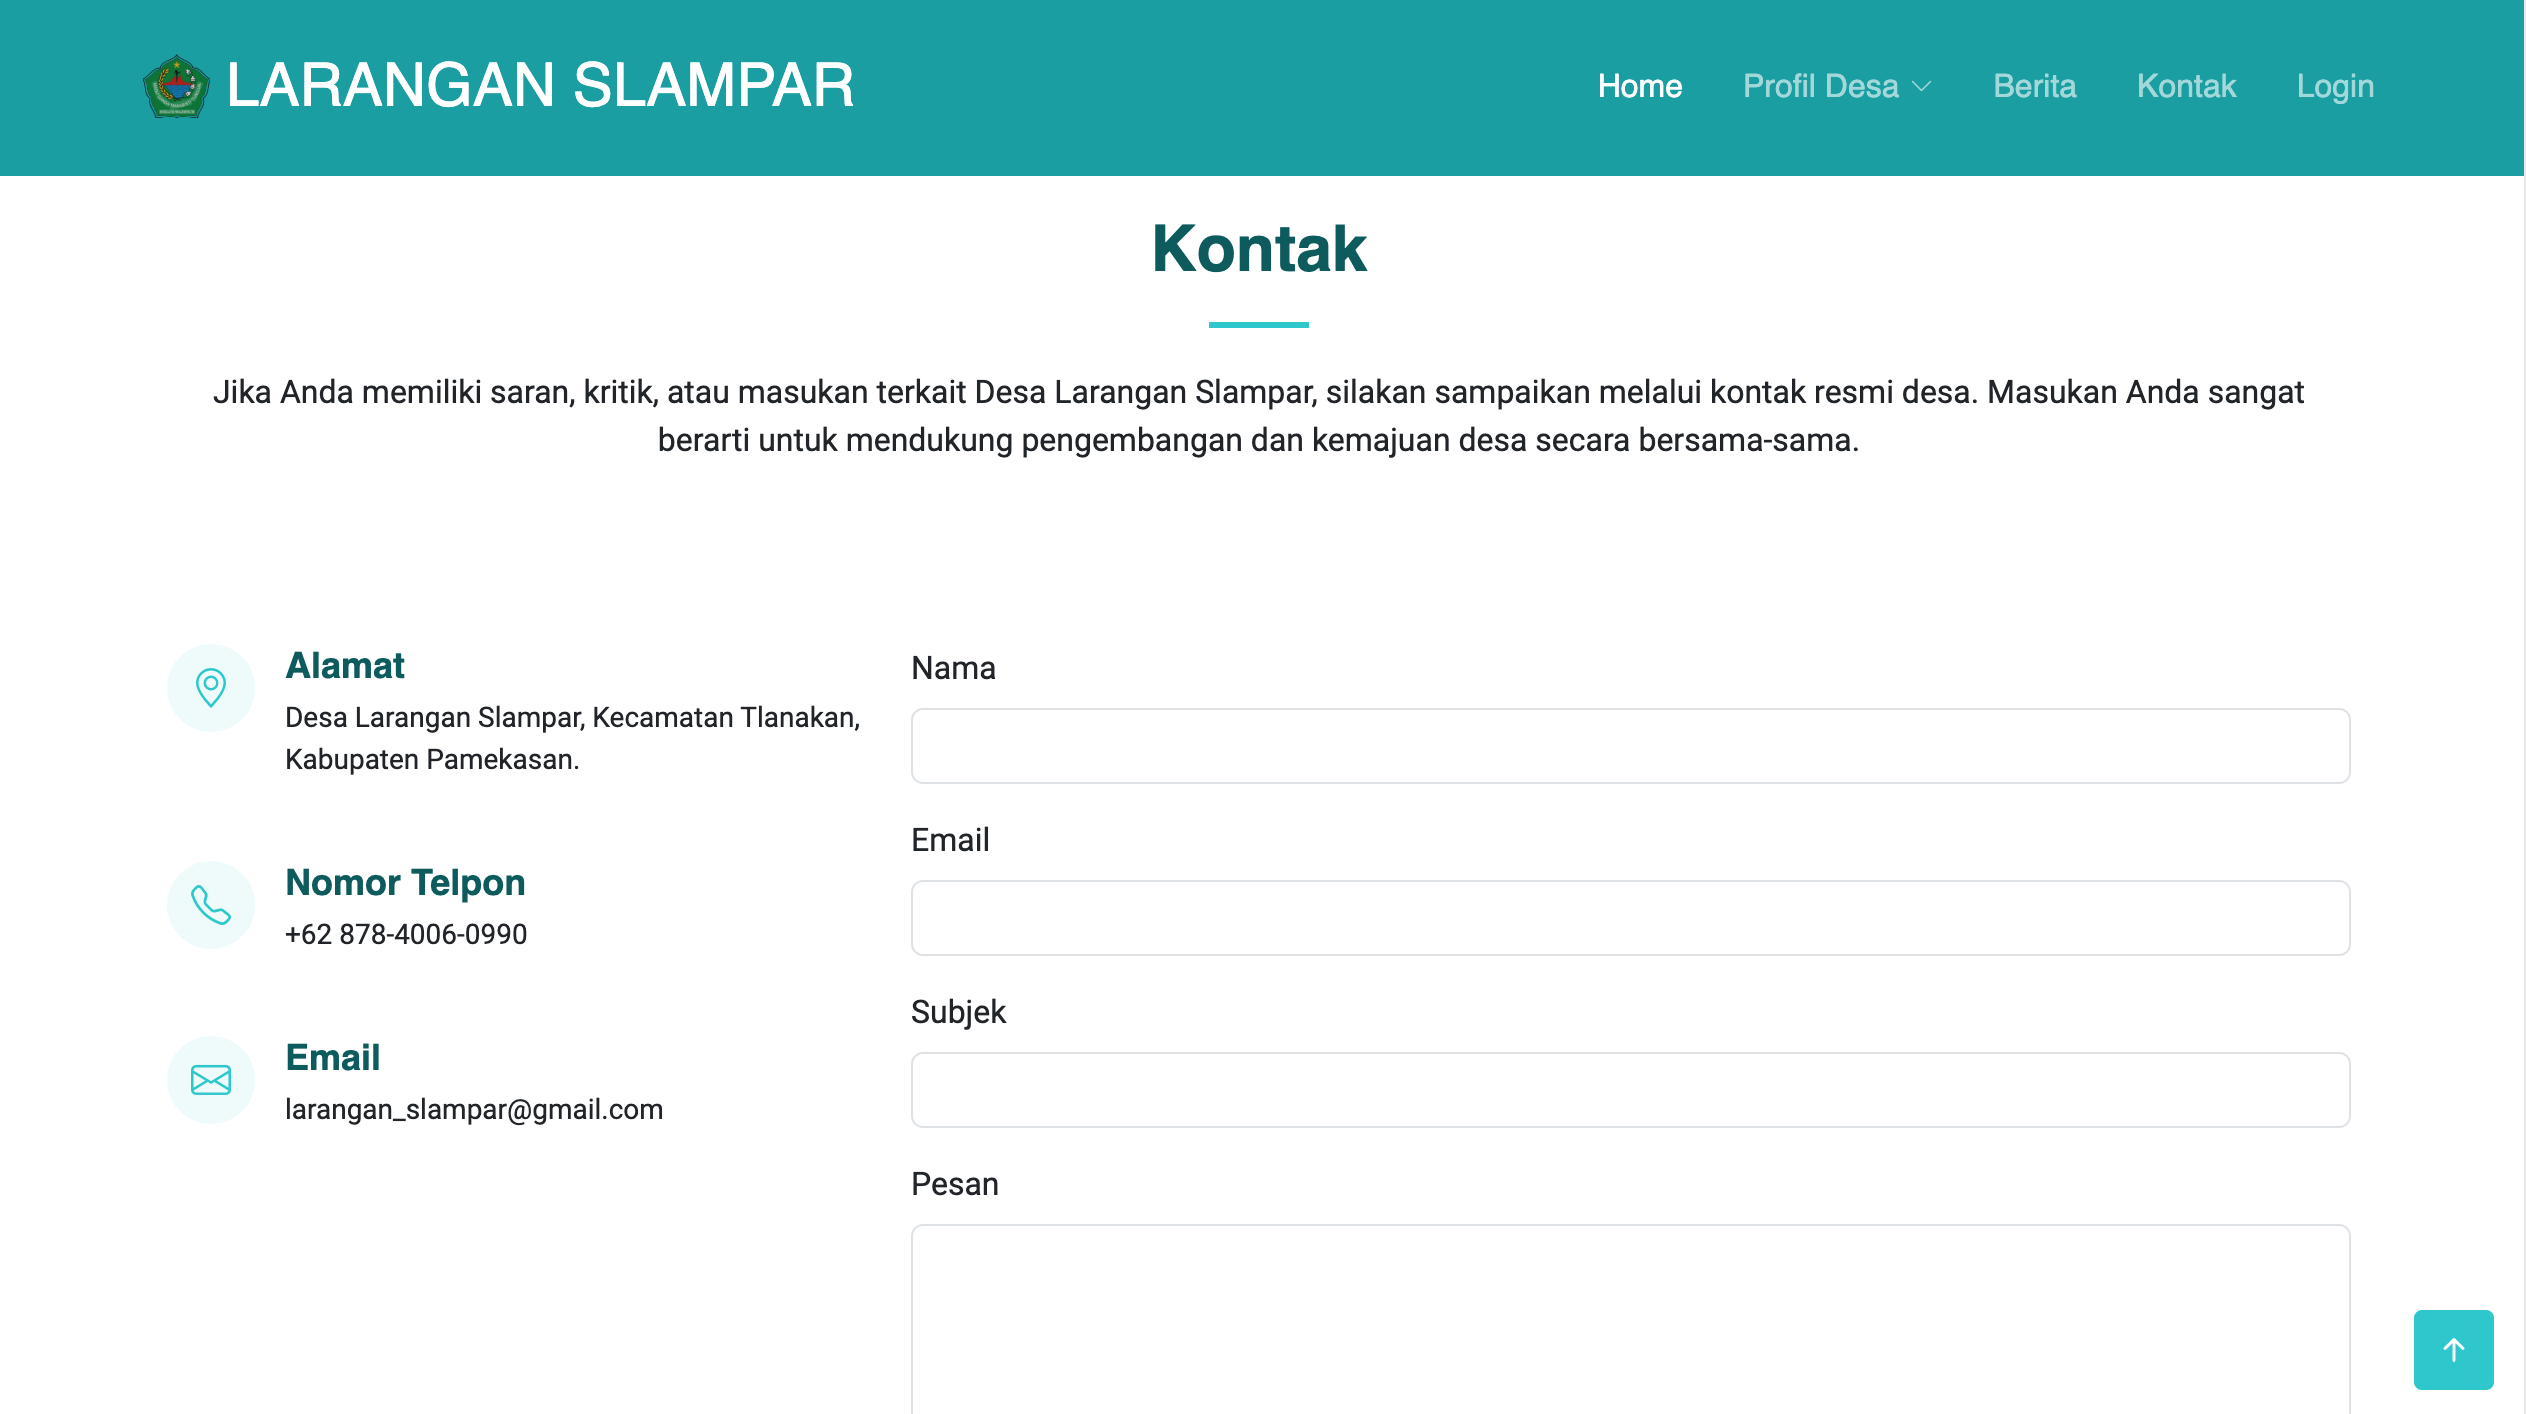 LARANGAN SLAMPAR
Home
Profil Desa
Berita
Kontak
Login
Kontak
Jika Anda memiliki saran, kritik, atau masukan terkait Desa Larangan Slampar, silakan sampaikan melalui kontak resmi desa. Masukan Anda sangat
berarti untuk mendukung pengembangan dan kemajuan desa secara bersama-sama.
Alamat
Desa Larangan Slampar, Kecamatan Tlanakan,
Kabupaten Pamekasan.
Nomor Telpon
+62 878-4006-0990
Email
larangan_slampar@gmail.com
Nama
Email
Subjek
Pesan